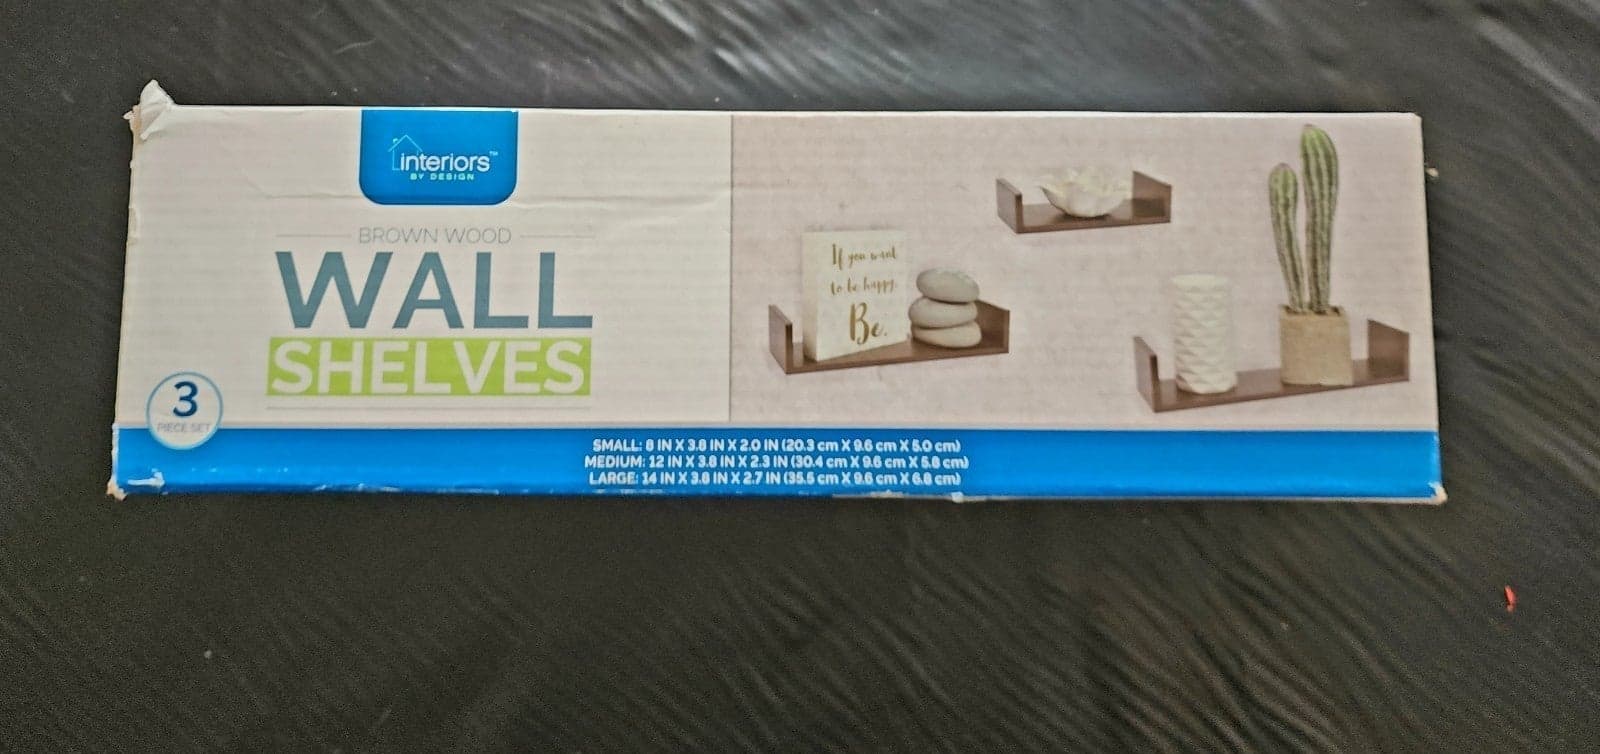 interiors™
BY DESIGN
BROWN WOOD
WALL
SHELVES
3
PIECE SET
If you want
to be happy,
Be.
SMALL: 8 IN X 3.8 IN X 2.0 IN (20.3 cm X 9.6 cm X 5.0 cm)
MEDIUM: 12 IN X 3.8 IN X 2.3 IN (30.4 cm X 9.6 cm X 5.8 cm)
LARGE: 14 IN X 3.8 IN X 2.7 IN (35.5 cm X 9.6 cm X 6.8 cm)